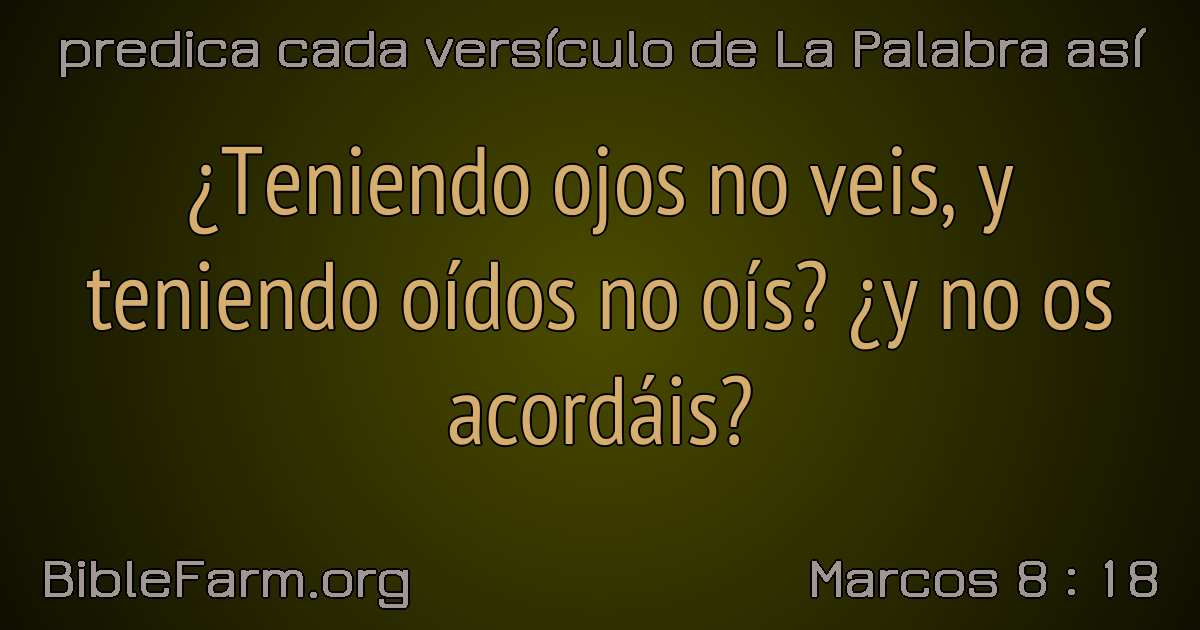 predica cada versículo de La Palabra así
¿Teniendo ojos no veis, y
teniendo oídos no oís? ¿y no os
acordáis?
BibleFarm.org
Marcos 8 : 18